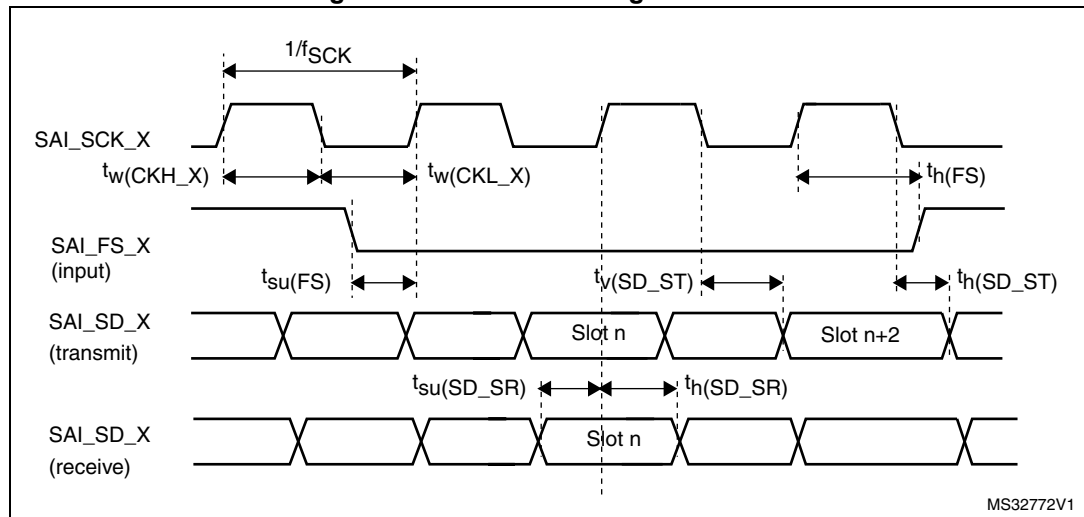 1/fSCK
SAI_SCK_X
tw(CKH_X)
tw(CKL_X)
th(FS)
SAI_FS_X
(input)
tsu(FS)
tv(SD_ST)
th(SD_ST)
SAI_SD_X
(transmit)
Slot n
Slot n+2
tsu(SD_SR)
th(SD_SR)
SAI_SD_X
(receive)
Slot n
MS32772V1